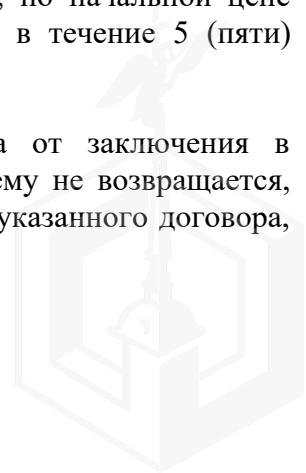 по начальной цене
в течение 5 (пяти)
от заключения в
ему не возвращается,
указанного договора,